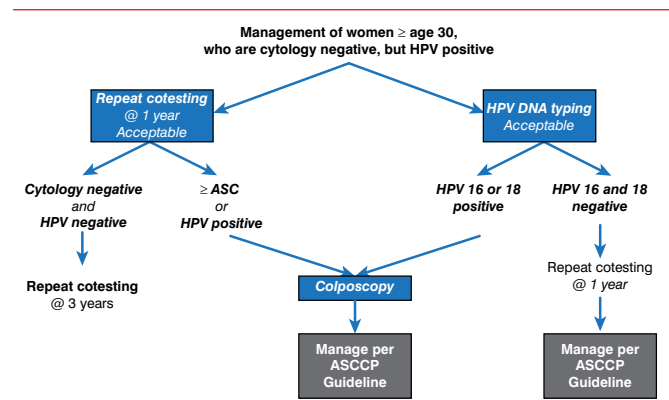 Management of women ≥ age 30,
who are cytology negative, but HPV positive
Repeat cotesting
@ 1 year
Acceptable
HPV DNA typing
Acceptable
Cytology negative
and
HPV negative
≥ ASC
or
HPV positive
HPV 16 or 18
positive
HPV 16 and 18
negative
Repeat cotesting
@ 3 years
Colposcopy
Repeat cotesting
@ 1 year
Manage per
ASCCP
Guideline
Manage per
ASCCP
Guideline